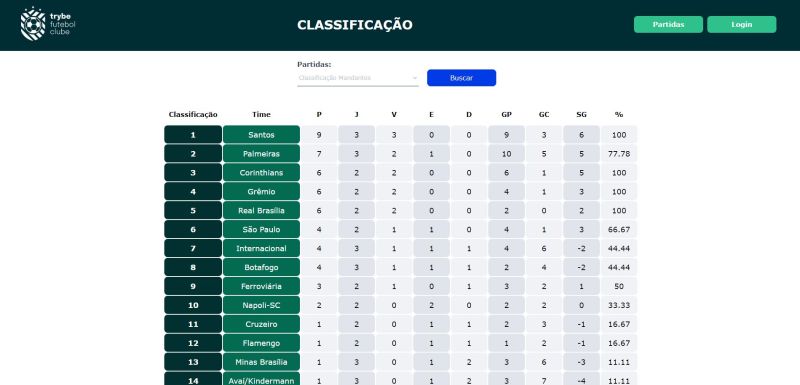 trybe
futebol
clube
CLASSIFICAÇÃO
Partidas
Login
Partidas:
Classificação Mandantes
Buscar
Classificação Time P J V E D GP GC SG %
1 Santos 9 3 3 0 0 9 3 6 100
2 Palmeiras 7 3 2 1 0 10 5 5 77.78
3 Corinthians 6 2 2 0 0 6 1 5 100
4 Grêmio 6 2 2 0 0 4 1 3 100
5 Real Brasília 6 2 2 0 0 2 0 2 100
6 São Paulo 4 2 1 1 0 4 1 3 66.67
7 Internacional 4 3 1 1 1 4 6 -2 44.44
8 Botafogo 4 3 1 1 1 2 4 -2 44.44
9 Ferroviária 3 2 1 0 1 3 2 1 50
10 Napoli-SC 2 2 0 2 0 2 2 0 33.33
11 Cruzeiro 1 2 0 1 1 2 3 -1 16.67
12 Flamengo 1 2 0 1 1 1 2 -1 16.67
13 Minas Brasília 1 3 0 1 2 3 6 -3 11.11
14 Avaí/Kindermann 1 3 0 1 2 3 7 -4 11.11